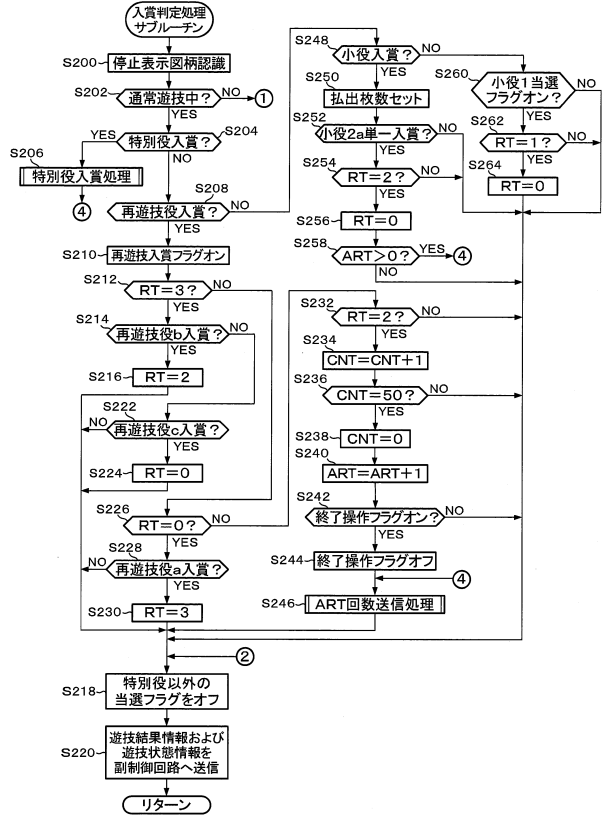 入賞判定処理
サブルーチン
S200
停止表示図柄認識
S202
通常遊技中？
NO
①
YES
YES
特別役入賞？
S204
S206
NO
特別役入賞処理
④
S208
再遊技役入賞？
NO
YES
S210
再遊技入賞フラグオン
S212
RT＝3？
NO
YES
S214
再遊技役b入賞？
NO
YES
S216
RT＝2
S222
NO
再遊技役c入賞？
YES
S224
RT＝0
S226
RT＝0？
NO
YES
S228
NO
再遊技役a入賞？
YES
S230
RT＝3
②
S218
特別役以外の
当選フラグをオフ
S220
遊技結果情報および
遊技状態情報を
副制御回路へ送信
リターン
S248
小役入賞？
NO
YES
S250
払出枚数セット
S252
小役2a単一入賞？
NO
YES
S254
RT＝2？
NO
YES
S256
RT＝0
S258
ART＞0？
YES
④
NO
S260
小役1当選
フラグオン？
NO
YES
S262
RT＝1？
YES
S264
RT＝0
S232
RT＝2？
NO
YES
S234
CNT＝CNT＋1
S236
CNT＝50？
NO
YES
S238
CNT＝0
S240
ART＝ART＋1
S242
終了操作フラグオン？
NO
YES
S244
終了操作フラグオフ
④
S246
ART回数送信処理